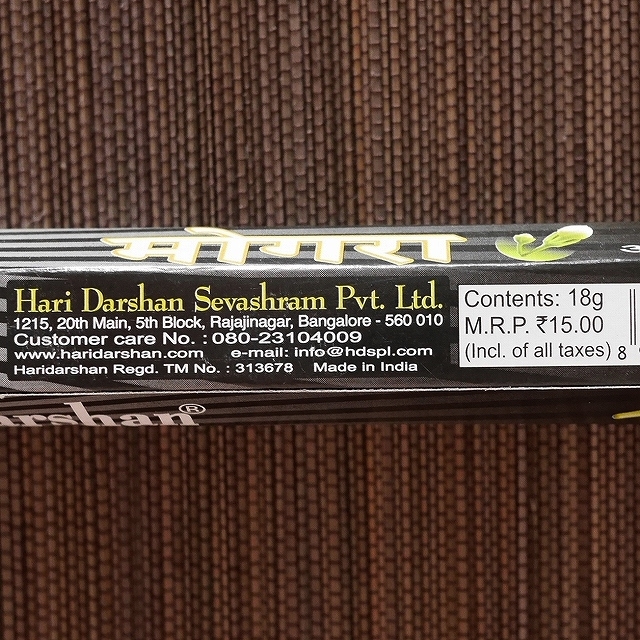 मोगरा
Hari Darshan Sevashram Pvt. Ltd.
1215, 20th Main, 5th Block, Rajajinagar, Bangalore - 560 010
Customer care No. : 080-23104009
www.haridarshan.com e-mail: info@hdspl.com
Haridarshan Regd. TM No. : 313678 Made in India
Contents: 18g
M.R.P. ₹15.00
(Incl. of all taxes) 8
arshan®